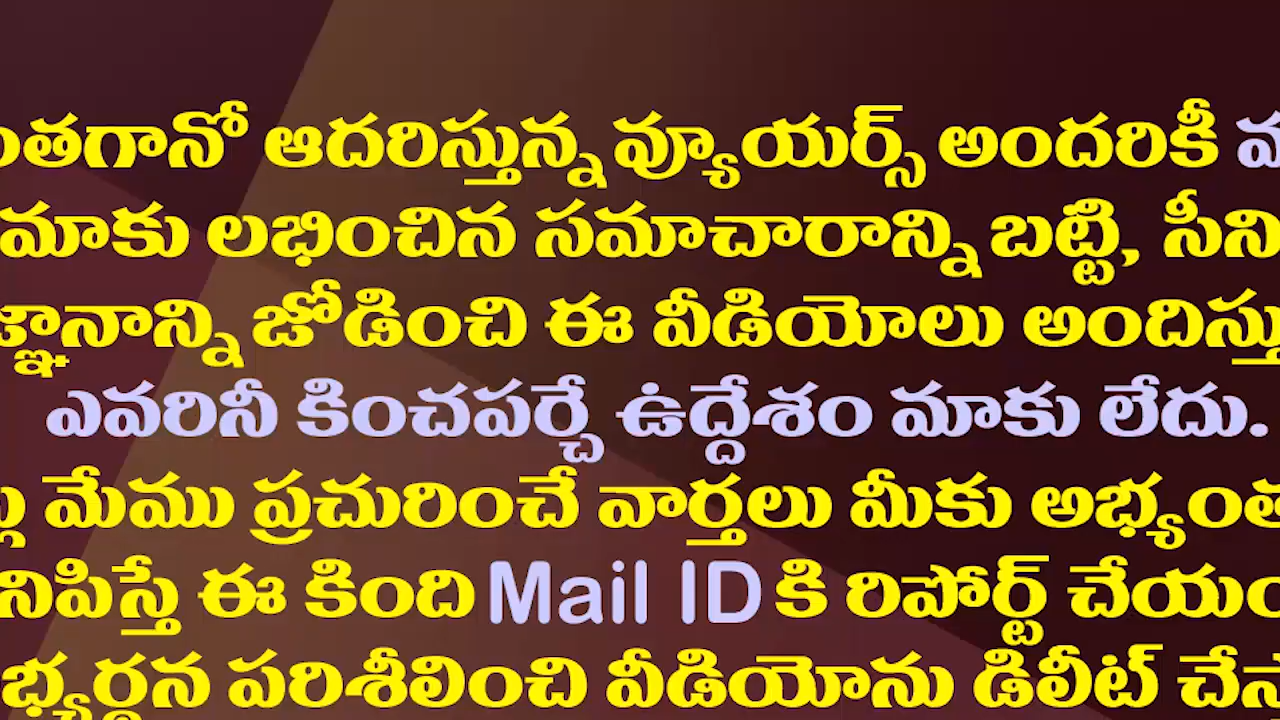 ంతగానో ఆదరిస్తున్న వ్యూయర్స్ అందరికీ
మాకు లభించిన సమాచారాన్ని బట్టి, సీని
జ్ఞానాన్ని జోడించి ఈ వీడియోలు అందిస్తు
ఎవరినీ కించపర్చే ఉద్దేశం మాకు లేదు.
మేము ప్రచురించే వార్తలు మీకు అభ్యంత
నిపిస్తే ఈ కింది Mail ID కి రిపోర్ట్ చేయం
భ్యర్ధన పరిశీలించి వీడియోను డిలీట్ చేస